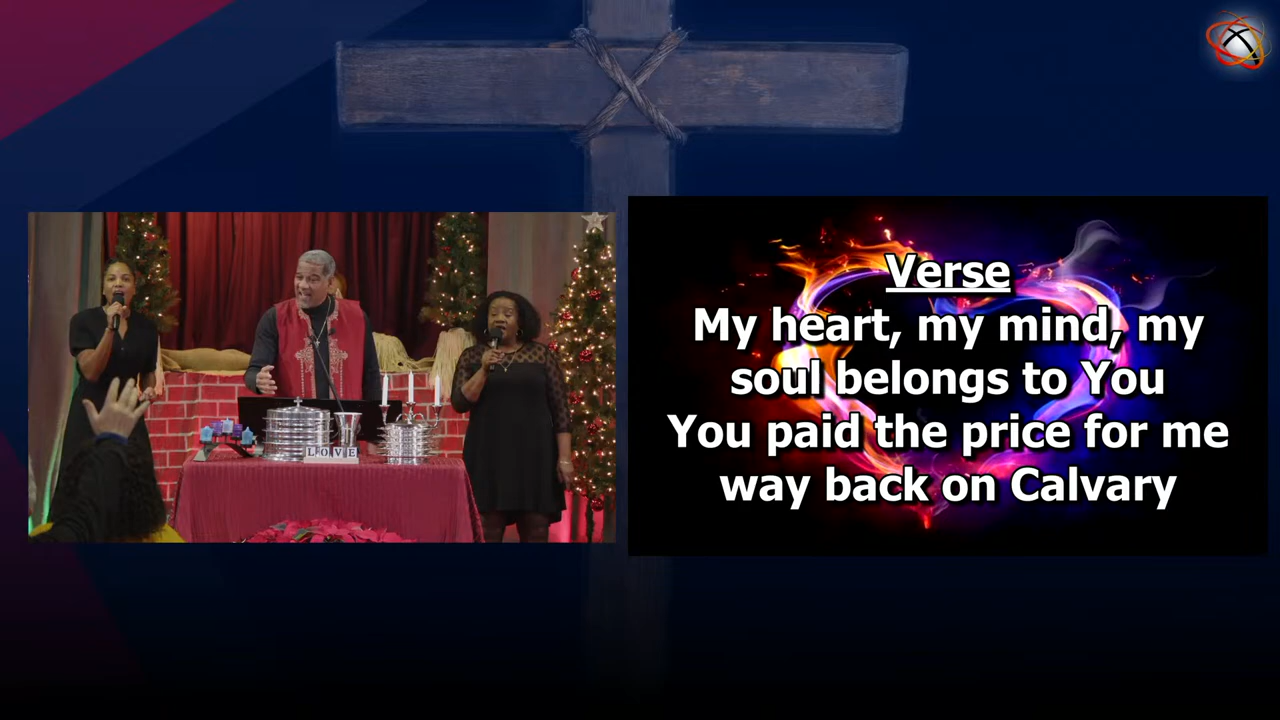 LOVE
Verse
My heart, my mind, my
soul belongs to You
You paid the price for me
way back on Calvary